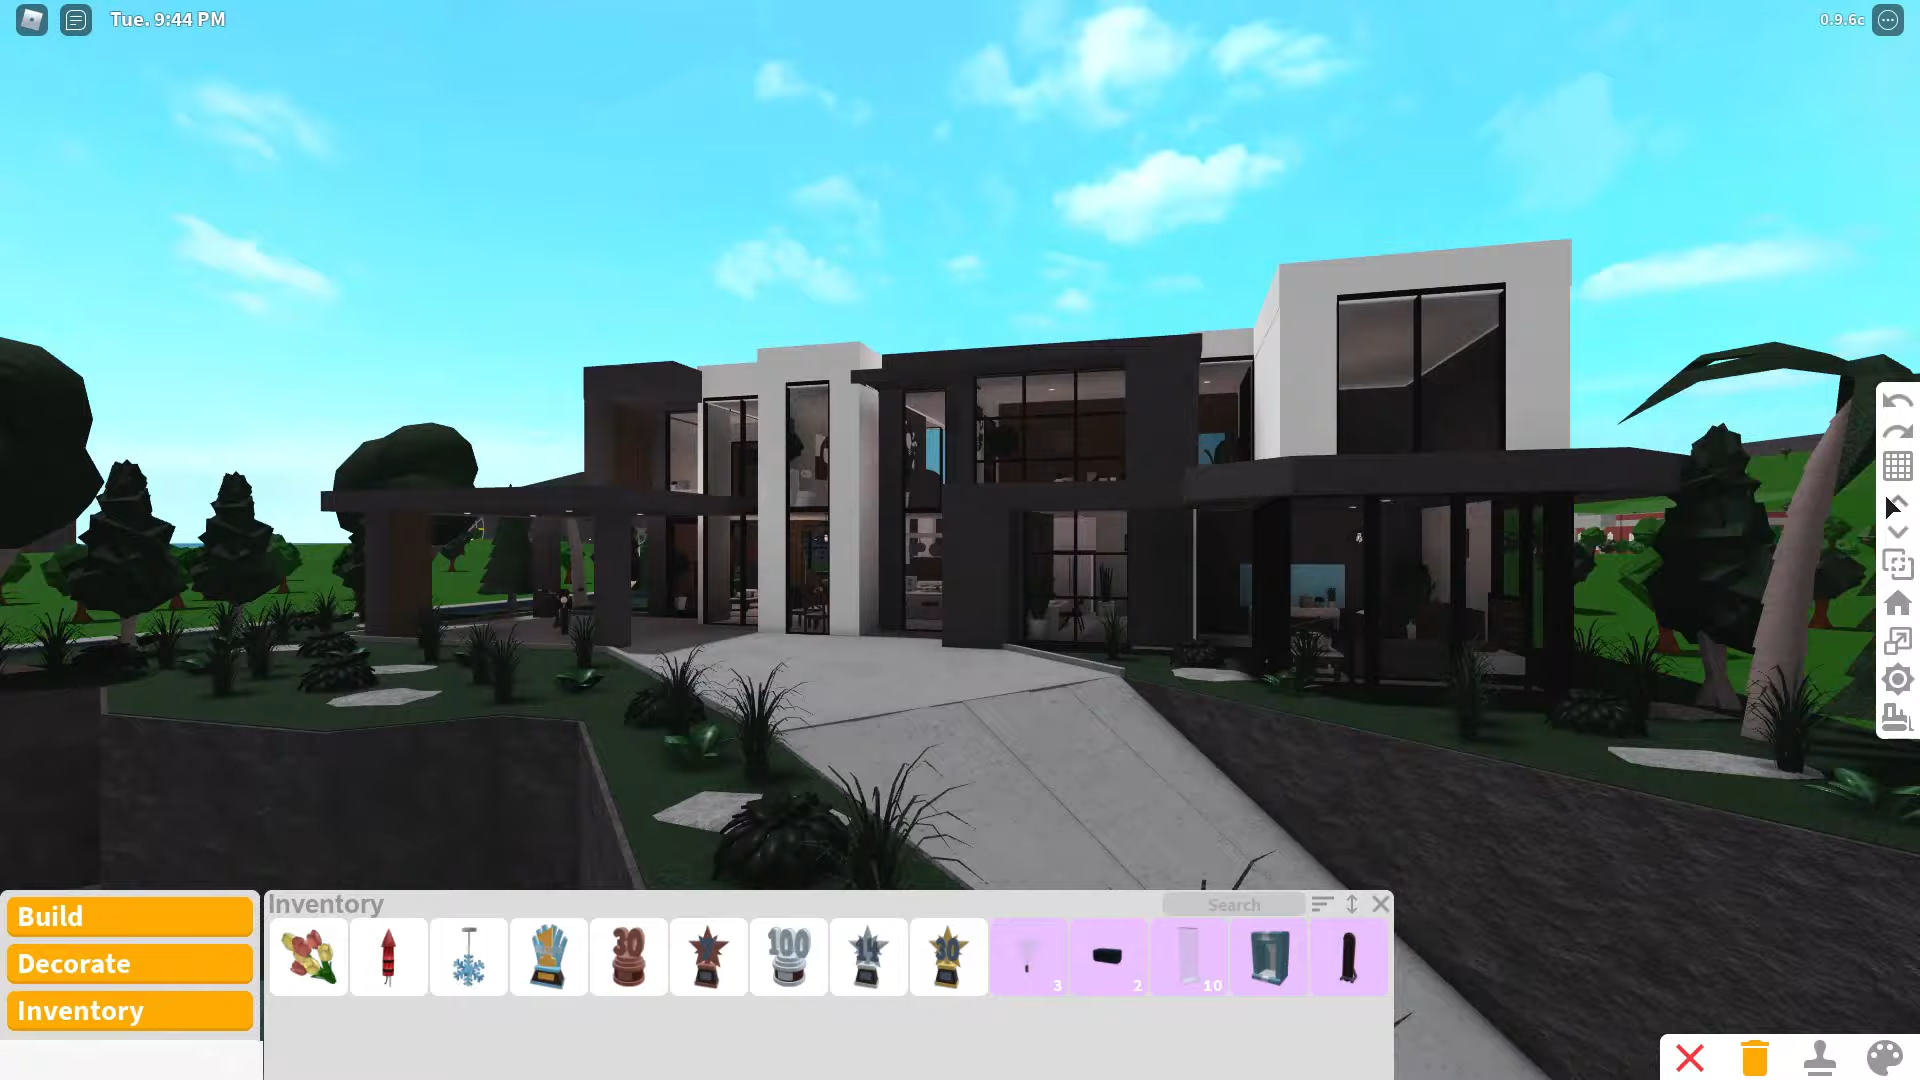 Tue. 9:44 PM
0.9.6c
Build
Decorate
Inventory
Inventory
Search
30
1
100
14
30
3
2
10